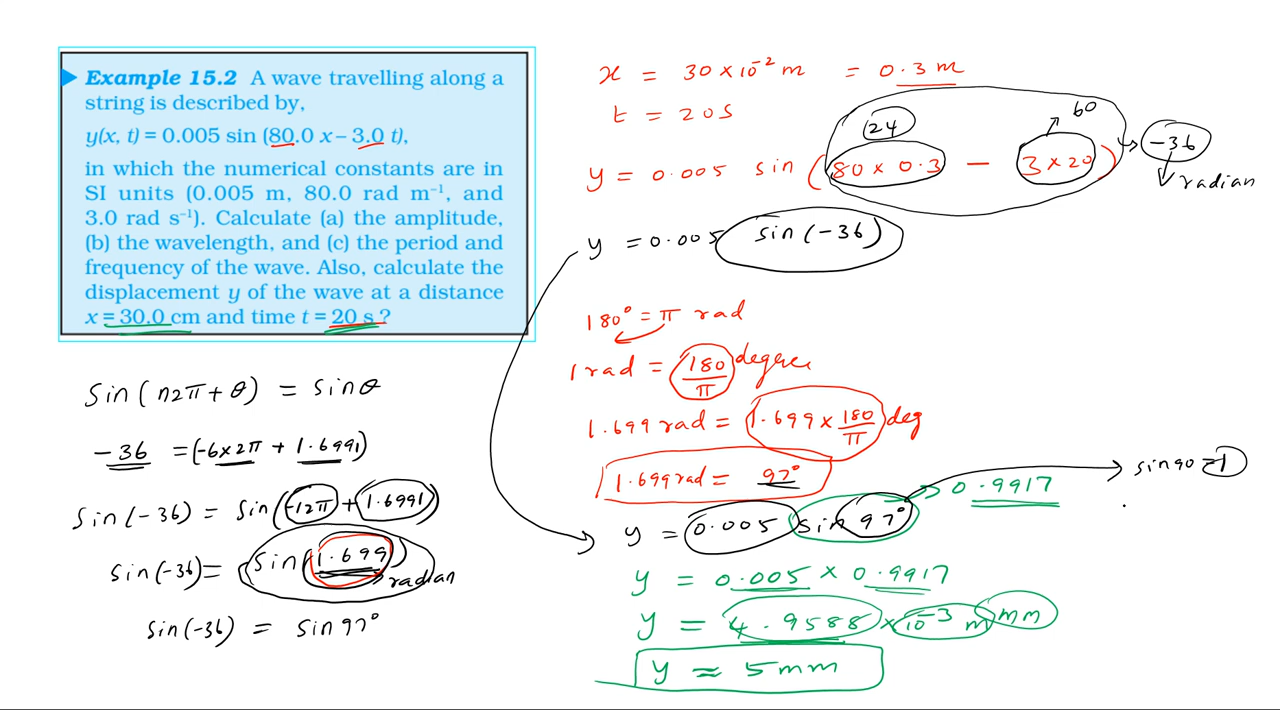 Example 15.2 A wave travelling along a
string is described by,
y(x, t) = 0.005 sin (80.0 x – 3.0 t),
in which the numerical constants are in
SI units (0.005 m, 80.0 rad m⁻¹, and
3.0 rad s⁻¹). Calculate (a) the amplitude,
(b) the wavelength, and (c) the period and
frequency of the wave. Also, calculate the
displacement y of the wave at a distance
x = 30.0 cm and time t = 20 s ?
sin(n2π + θ) = sinθ
-36 = (-6x2π + 1.6991)
sin(-36) = sin(-12π + 1.6991)
sin(-36) = sin(1.699)
radian
sin(-36) = sin 97°
x = 30 × 10⁻² m = 0.3 m
t = 20s
24
60
y = 0.005 sin (80 × 0.3 – 3 × 20)
-36
radian
y = 0.005 sin(-36)
180° = π rad
1 rad = 180/π degree
1.699 rad = 1.699 × 180/π deg
1.699 rad = 97°
sin 90 = 1
0.9917
y = 0.005 sin 97°
y = 0.005 × 0.9917
y = 4.9588 × 10⁻³ m mm
y ≈ 5mm